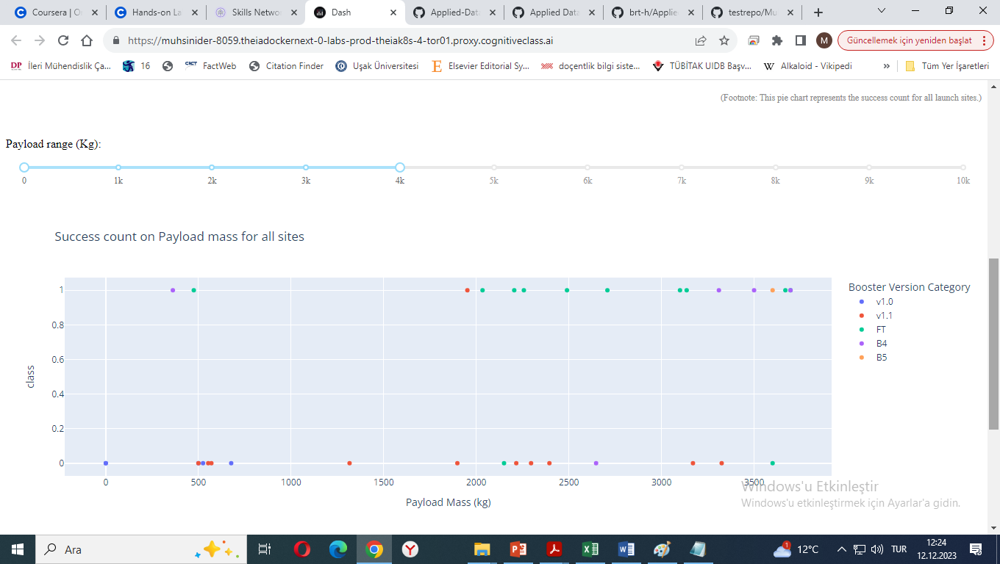 Coursera | O
Hands-on La
Skills Networ
Dash
Applied-Dat
Applied Data
brt-h/Applie
testrepo/Mu
https://muhsinider-8059.theiadockernext-0-labs-prod-theiak8s-4-tor01.proxy.cognitiveclass.ai
M
Güncellemek için yeniden başlat
DP İleri Mühendislik Ça...
16
CACT FactWeb
Citation Finder
Uşak Üniversitesi
E Elsevier Editorial Sy...
doçentlik bilgi siste...
TÜBİTAK UIDB Başv...
W Alkaloid - Vikipedi
»
Tüm Yer İşaretleri
(Footnote: This pie chart represents the success count for all launch sites.)
Payload range (Kg):
0 1k 2k 3k 4k 5k 6k 7k 8k 9k 10k
Success count on Payload mass for all sites
Booster Version Category
v1.0
v1.1
FT
B4
B5
class
1
0.8
0.6
0.4
0.2
0
0 500 1000 1500 2000 2500 3000 3500
Payload Mass (kg)
Windows'u Etkinleştir
Windows'u etkinleştirmek için Ayarlar'a gidin.
Ara
1
12°C
TUR
12:24
12.12.2023